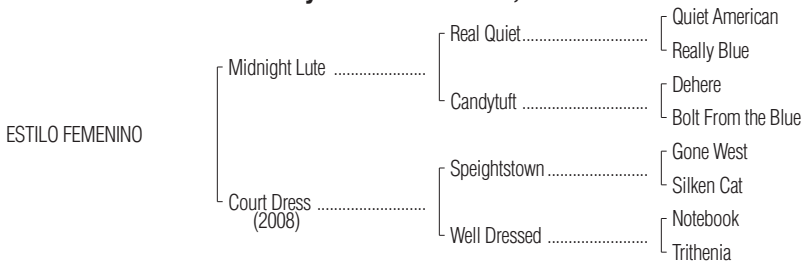 Quiet American
Real Quiet
Really Blue
Midnight Lute
Dehere
Candytuft
Bolt From the Blue
ESTILO FEMENINO
Gone West
Speightstown
Silken Cat
Court Dress
(2008)
Notebook
Well Dressed
Trithenia